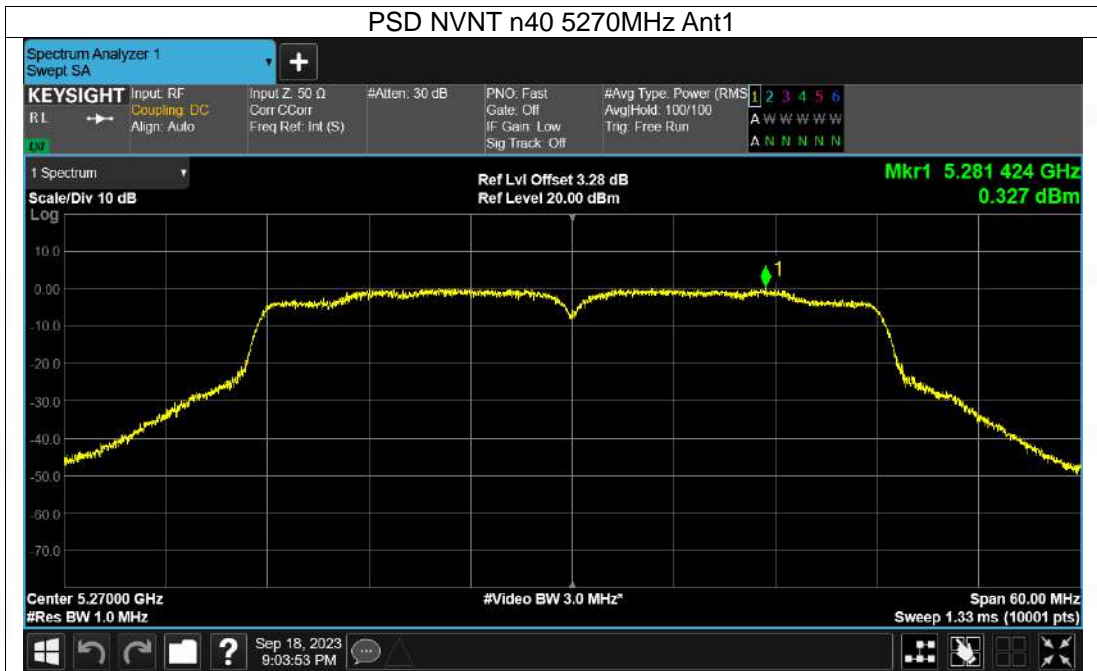 PSD NVNT n40 5270MHz Ant1
Spectrum Analyzer 1
Swept SA
+
KEYSIGHT Input: RF Input Z: 50 Ω #Atten: 30 dB PNO: Fast #Avg Type: Power (RMS 1 2 3 4 5 6
RL Coupling: DC Corr CCorr Gate: Off Avg|Hold: 100/100 A W W W W W
Align: Auto Freq Ref: Int (S) IF Gain: Low Trig: Free Run
Sig Track: Off A N N N N N
LXI
1 Spectrum Ref Lvl Offset 3.28 dB Mkr1 5.281 424 GHz
Scale/Div 10 dB Ref Level 20.00 dBm 0.327 dBm
Log
10.0
1
0.00
-10.0
-20.0
-30.0
-40.0
-50.0
-60.0
-70.0
Center 5.27000 GHz #Video BW 3.0 MHz* Span 60.00 MHz
#Res BW 1.0 MHz Sweep 1.33 ms (10001 pts)
? Sep 18, 2023
9:03:53 PM